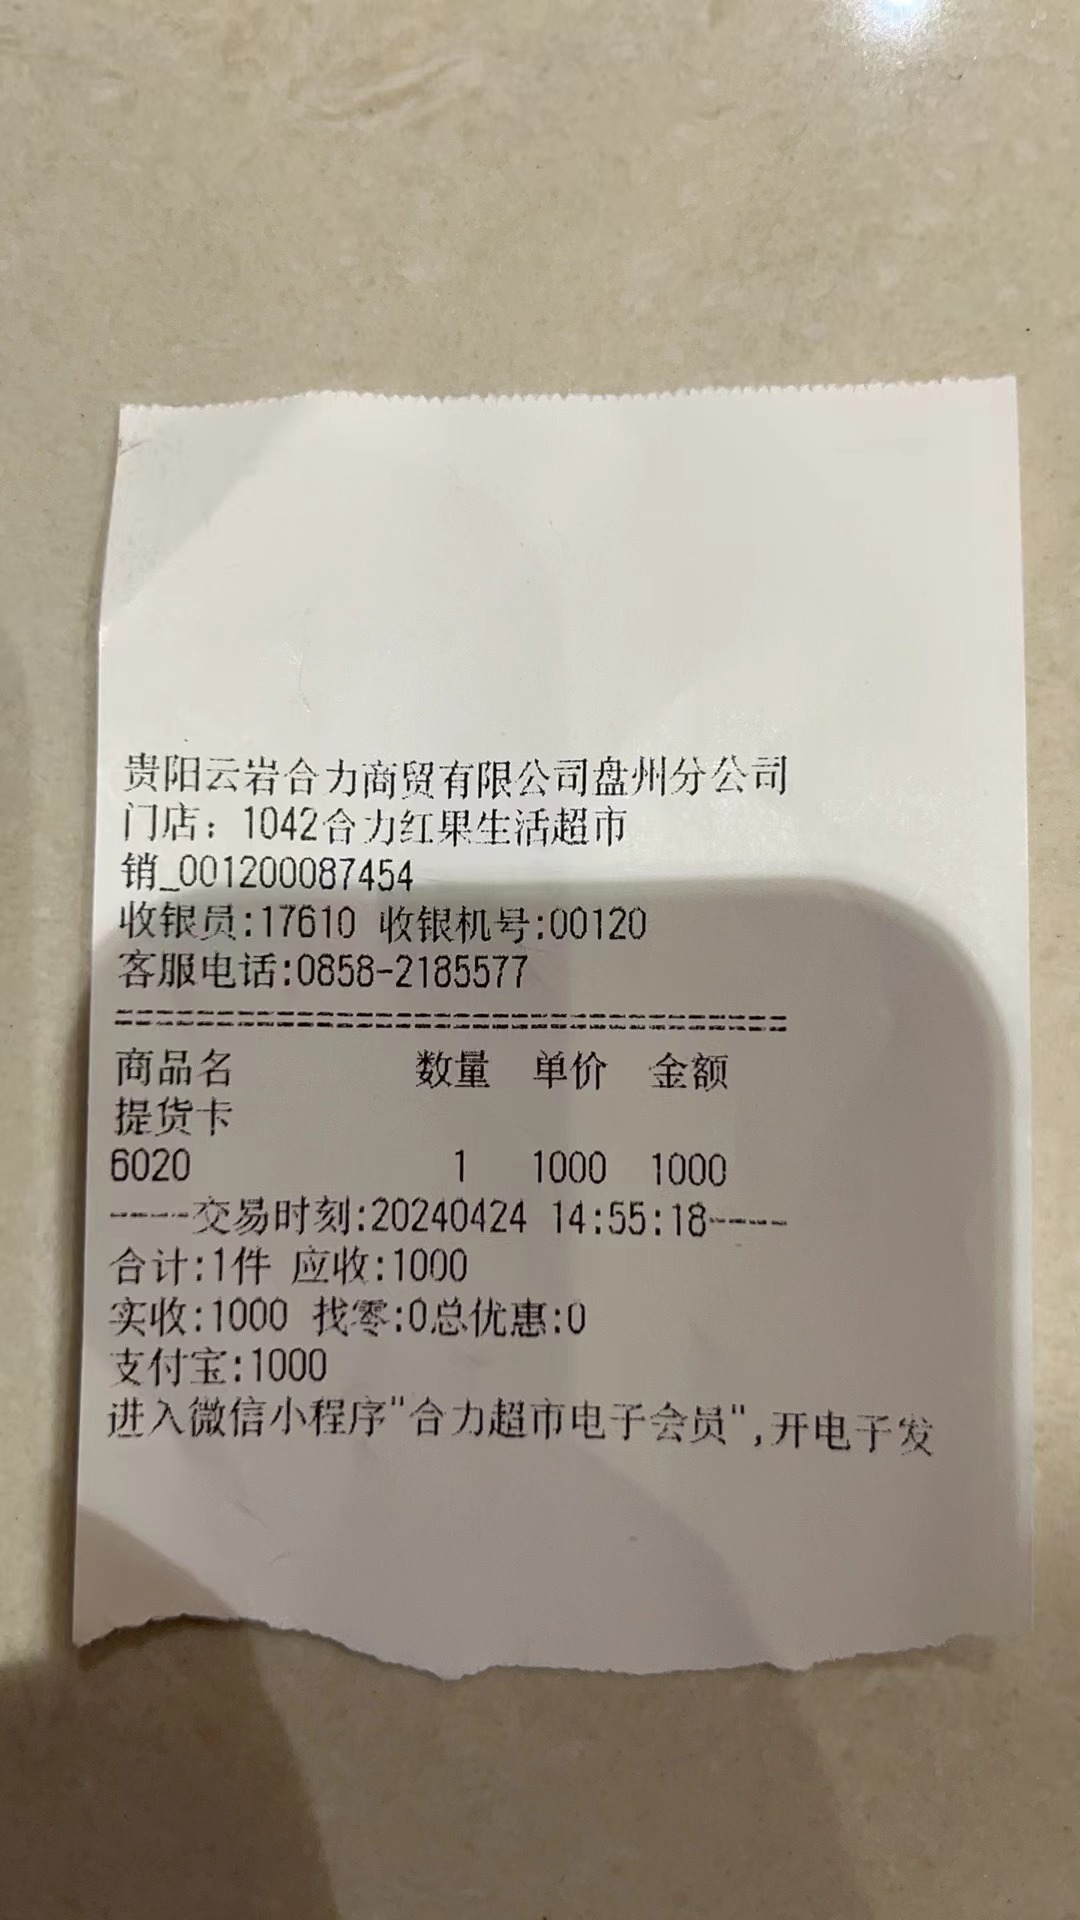 贵阳云岩合力商贸有限公司盘州分公司
门店：1042合力红果生活超市
销_001200087454
收银员:17610 收银机号:00120
客服电话:0858-2185577
==================================
商品名 数量 单价 金额
提货卡
6020 1 1000 1000
-----交易时刻:20240424 14:55:18-----
合计:1件 应收:1000
实收:1000 找零:0总优惠:0
支付宝:1000
进入微信小程序"合力超市电子会员",开电子发